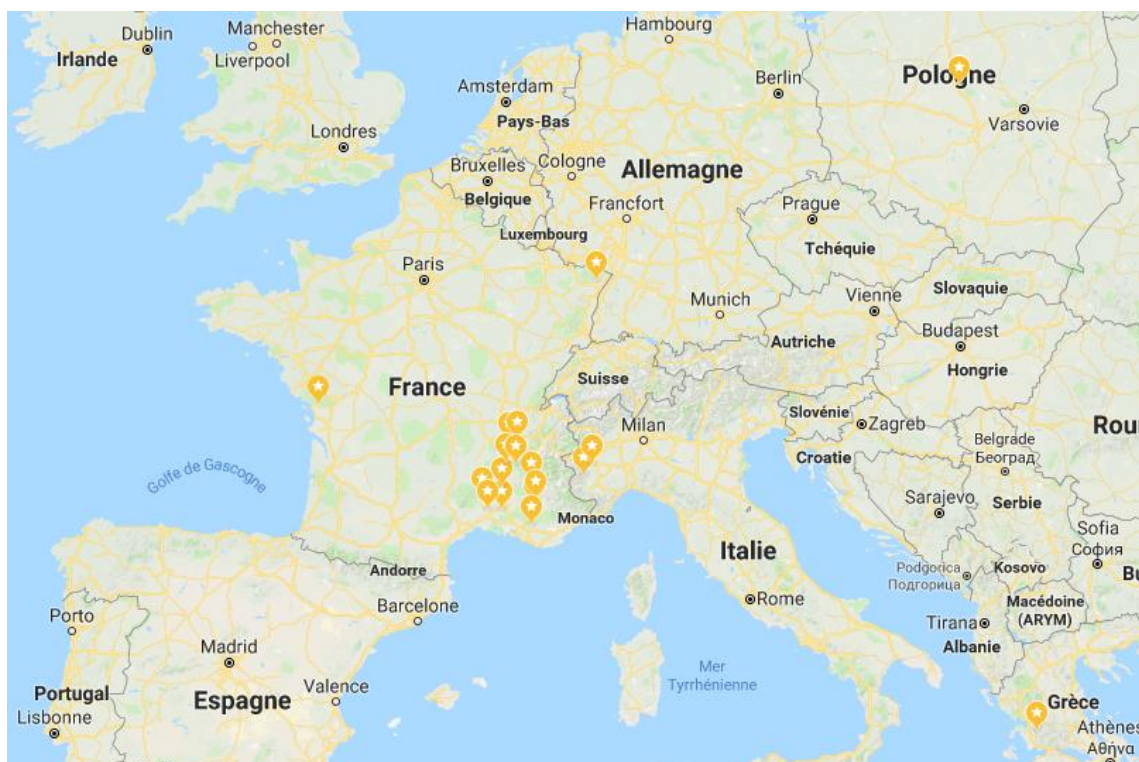 Hambourg
Manchester
Dublin
Irlande
Liverpool
Berlin
Pologne
Amsterdam
Varsovie
Pays-Bas
Londres
Bruxelles
Cologne
Allemagne
Belgique
Prague
Francfort
Luxembourg
Tchéquie
Paris
Slovaquie
Munich
Vienne
Budapest
Autriche
Hongrie
Suisse
France
Slovénie
Milan
Zagreb
Rou
Belgrade
Београд
Croatie
Golfe de Gascogne
Sarajevo
Serbie
Monaco
Sofia
София
Italie
Andorre
Podgorica
Подгорица
Kosovo
Bu
Rome
Macédoine
(ARYM)
Barcelone
Porto
Tirana
Albanie
Madrid
Mer
Tyrrhénienne
Valence
Portugal
Espagne
Grèce
Lisbonne
Athènes
Αθήνα